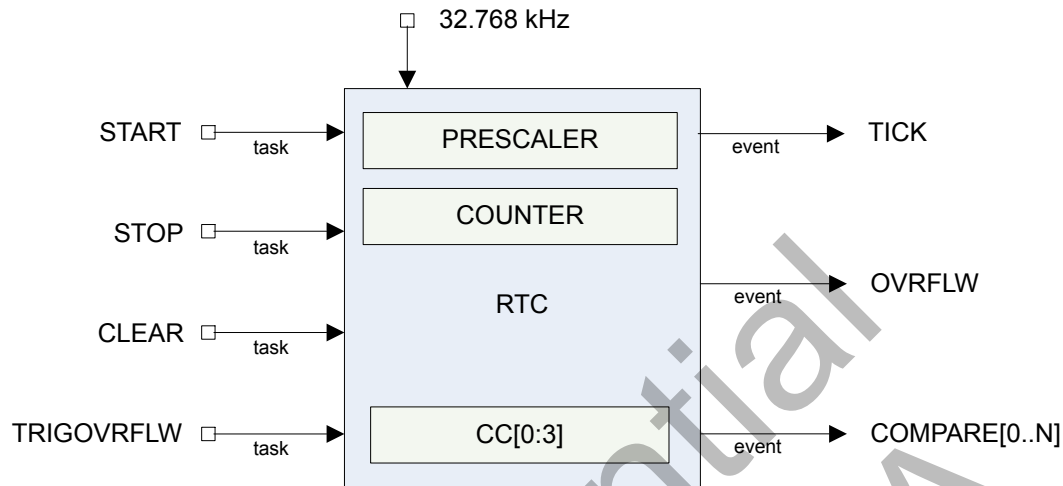 32.768 kHz
START
task
PRESCALER
event
TICK
STOP
task
COUNTER
CLEAR
task
RTC
event
OVRFLW
TRIGOVRFLW
task
CC[0:3]
event
COMPARE[0..N]